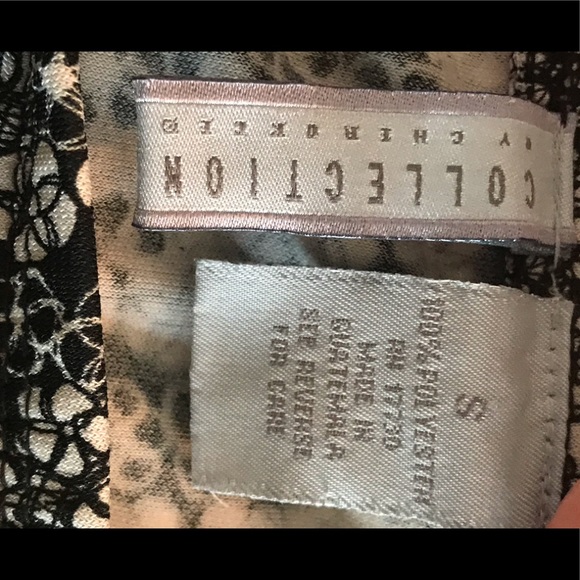 COLLECTION
BY CHEROKEE
S
100% POLYESTER
RN 17730
MADE IN
GUATEMALA
SEE REVERSE
FOR CARE